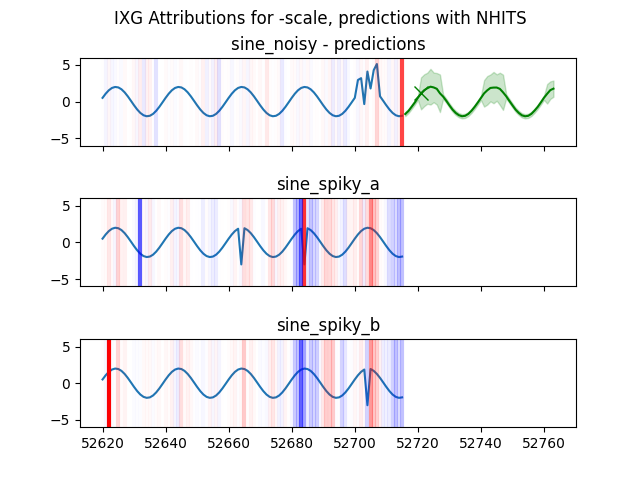 IXG Attributions for -scale, predictions with NHITS
sine_noisy - predictions
5
0
−5
sine_spiky_a
5
0
−5
sine_spiky_b
5
0
−5
52620 52640 52660 52680 52700 52720 52740 52760